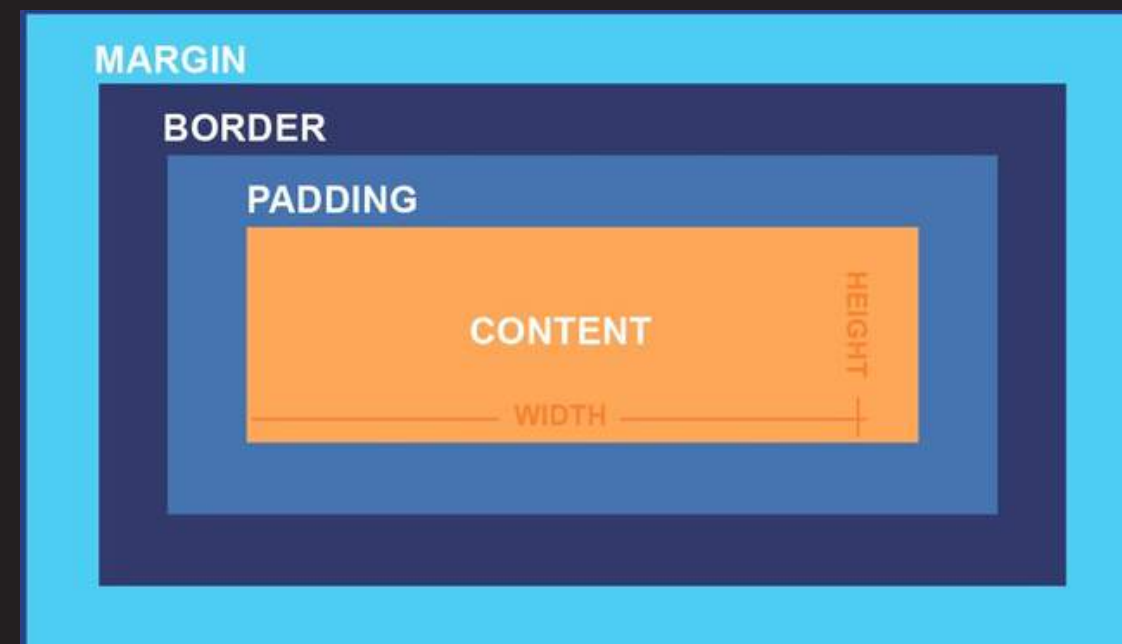 MARGIN
BORDER
PADDING
HEIGHT
CONTENT
WIDTH